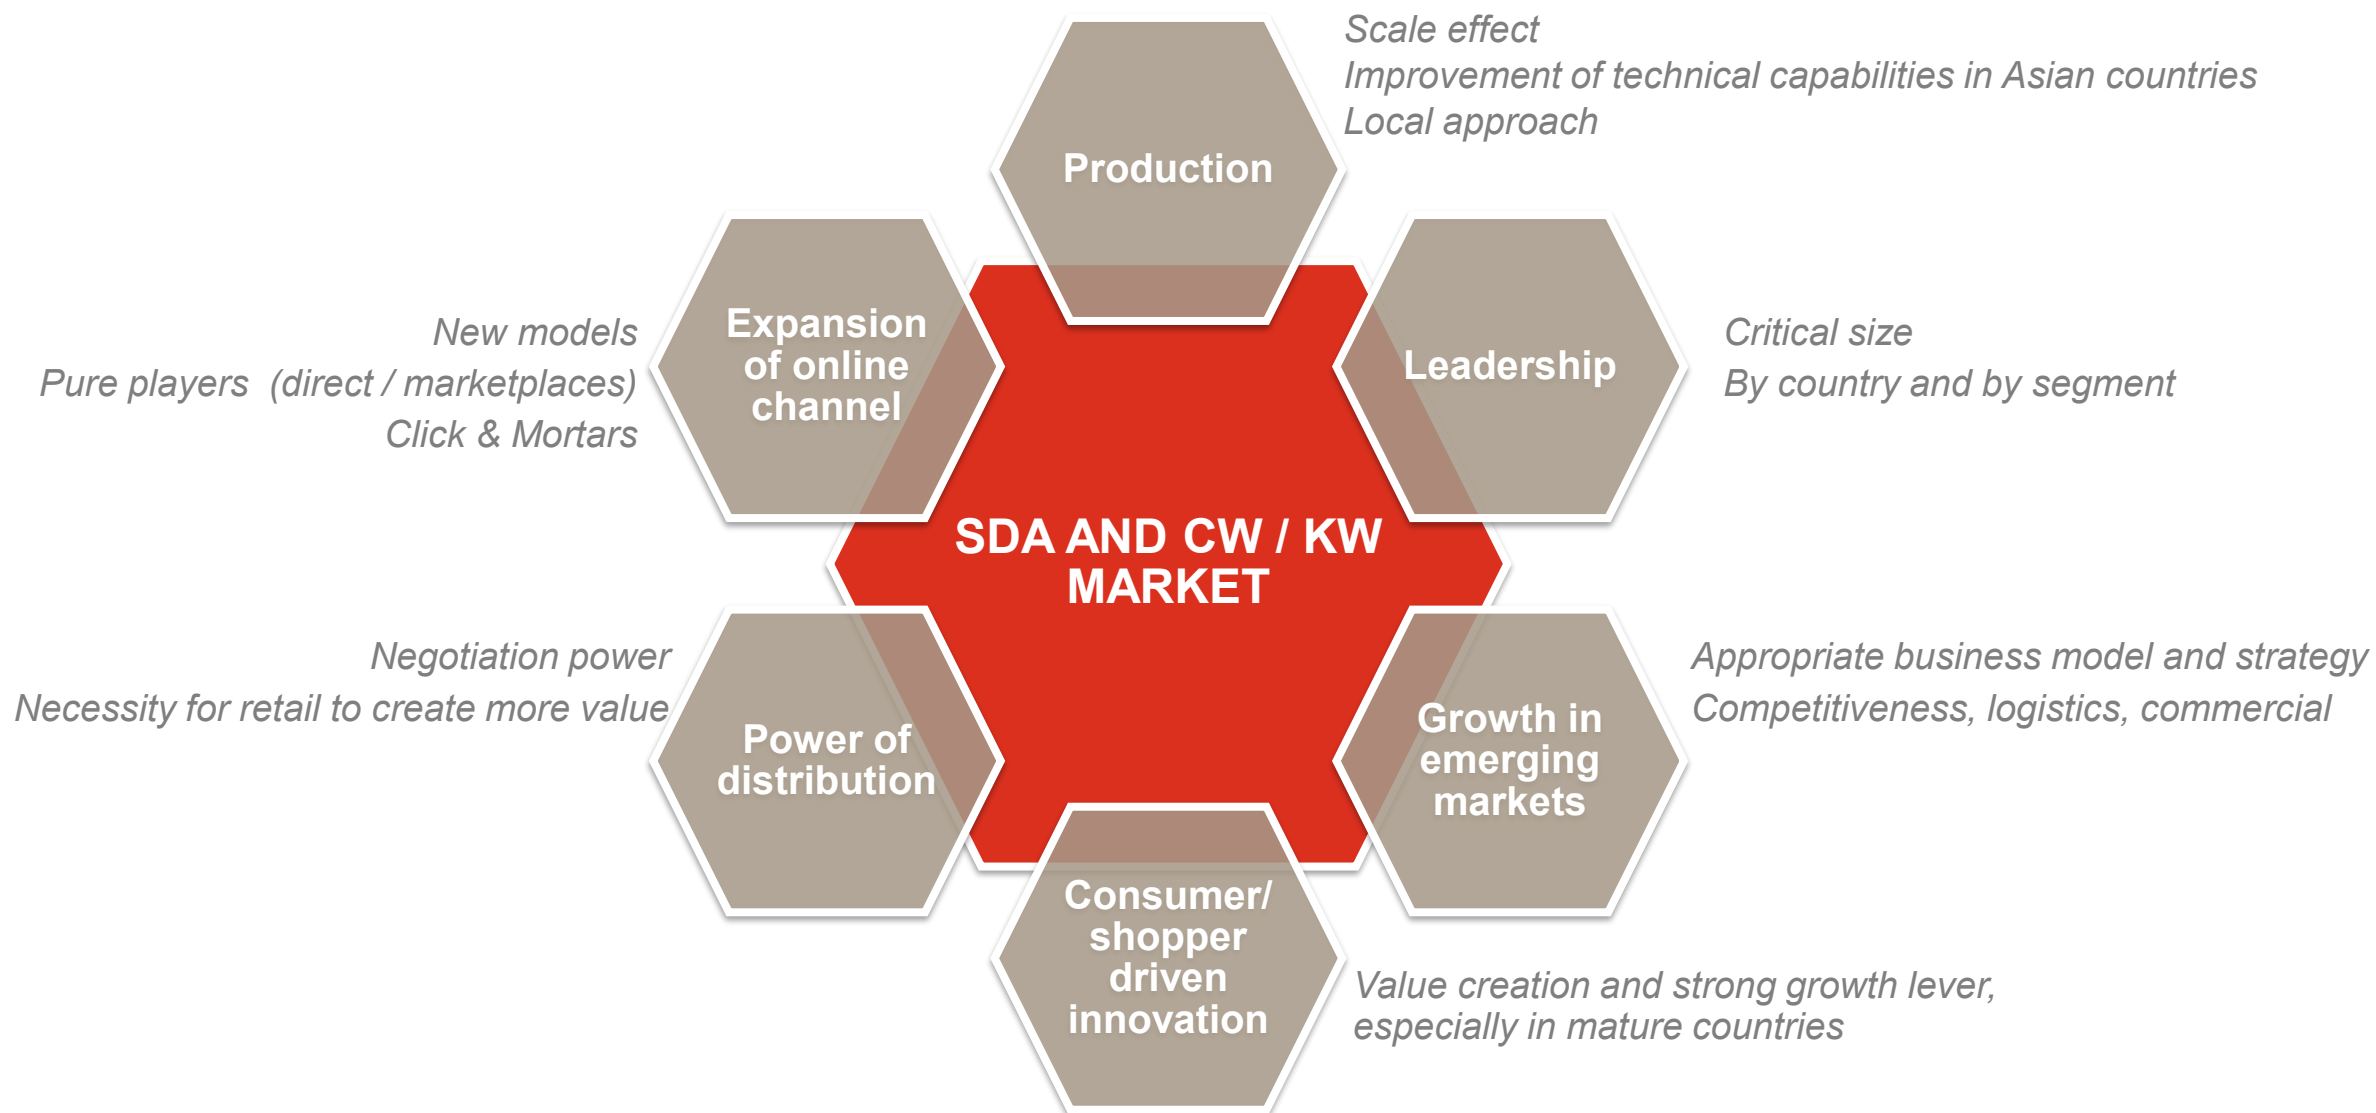 Scale effect
Improvement of technical capabilities in Asian countries
Local approach
Production
Expansion
of online
channel
New models
Pure players (direct / marketplaces)
Click & Mortars
Leadership
Critical size
By country and by segment
SDA AND CW / KW
MARKET
Negotiation power
Necessity for retail to create more value
Power of
distribution
Growth in
emerging
markets
Appropriate business model and strategy
Competitiveness, logistics, commercial
Consumer/
shopper
driven
innovation
Value creation and strong growth lever,
especially in mature countries